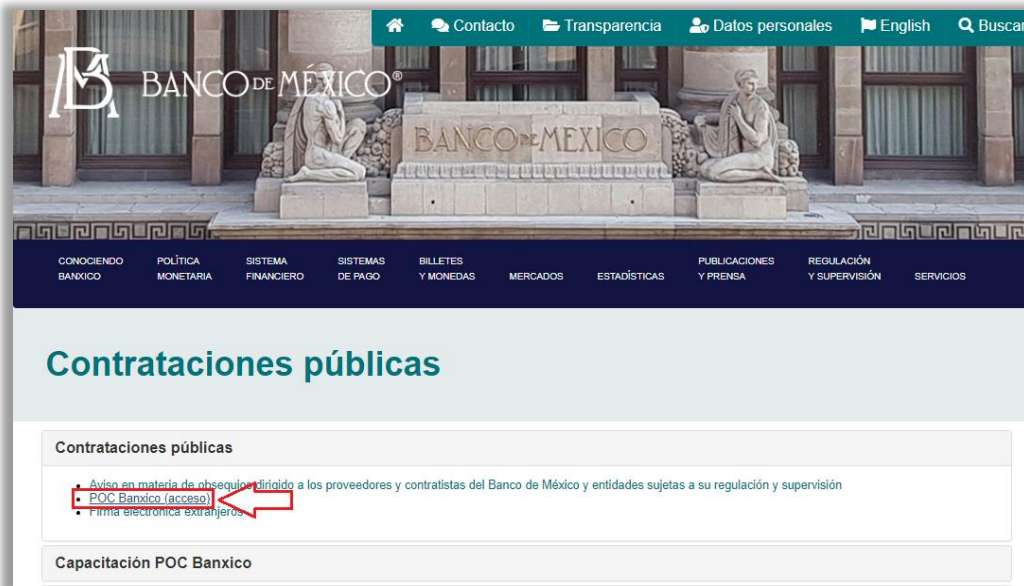 Contacto Transparencia Datos personales English Buscar
BANCO DE MÉXICO®
BANCO DE MEXICO
CONOCIENDO BANXICO
POLÍTICA MONETARIA
SISTEMA FINANCIERO
SISTEMAS DE PAGO
BILLETES Y MONEDAS
MERCADOS
ESTADÍSTICAS
PUBLICACIONES Y PRENSA
REGULACIÓN Y SUPERVISIÓN
SERVICIOS
Contrataciones públicas
Contrataciones públicas
Aviso en materia de obsequios dirigido a los proveedores y contratistas del Banco de México y entidades sujetas a su regulación y supervisión
POC Banxico (acceso)
Firma electrónica extranjeros
Capacitación POC Banxico